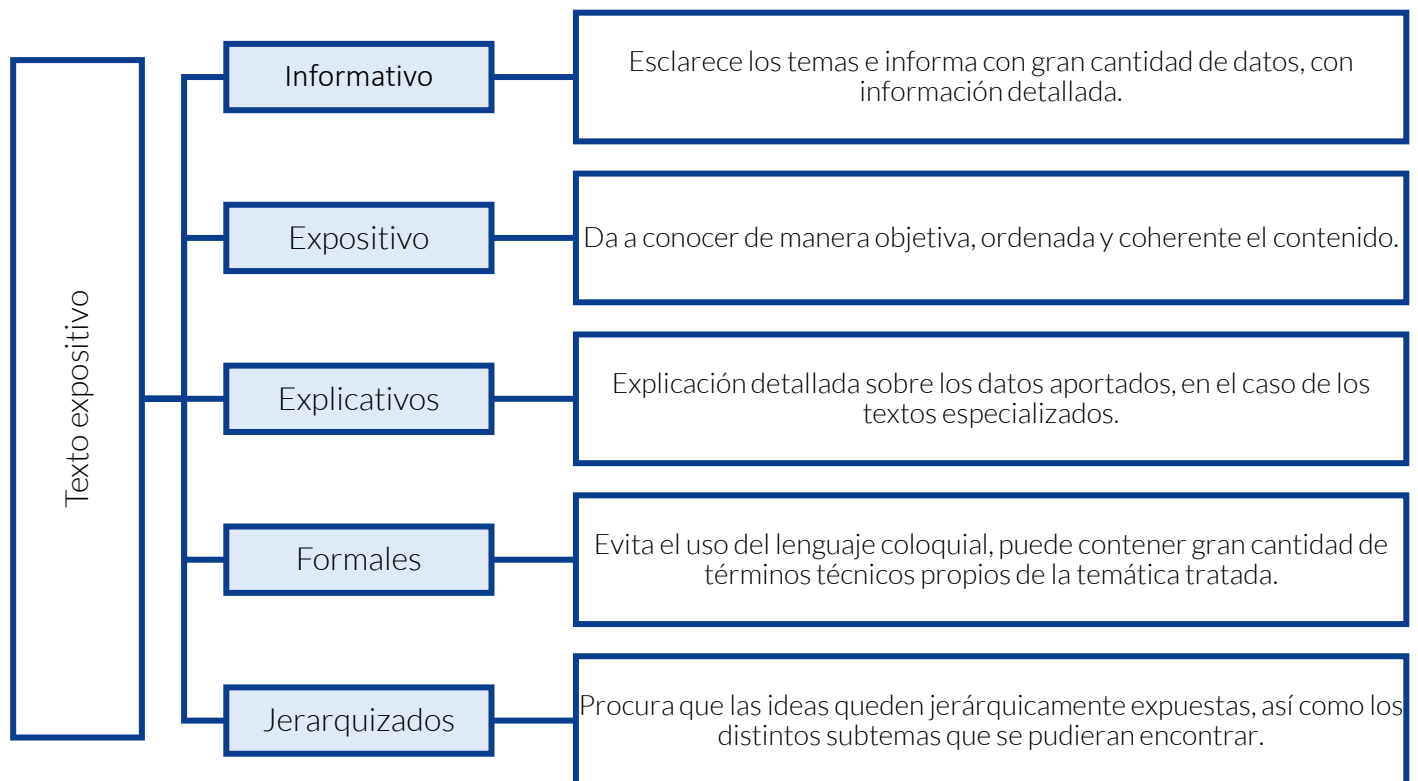 Texto expositivo
Informativo
Esclarece los temas e informa con gran cantidad de datos, con
información detallada.
Expositivo
Da a conocer de manera objetiva, ordenada y coherente el contenido.
Explicativos
Explicación detallada sobre los datos aportados, en el caso de los
textos especializados.
Formales
Evita el uso del lenguaje coloquial, puede contener gran cantidad de
términos técnicos propios de la temática tratada.
Jerarquizados
Procura que las ideas queden jerárquicamente expuestas, así como los
distintos subtemas que se pudieran encontrar.